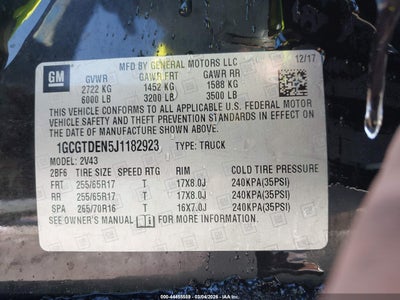 MFD BY GENERAL MOTORS LLC 12/17
GM GVWR GAWR FRT GAWR RR
2722 KG 1452 KG 1588 KG
6000 LB 3200 LB 3500 LB
THIS VEHICLE CONFORMS TO ALL APPLICABLE U.S. FEDERAL MOTOR
VEHICLE SAFETY AND THEFT PREVENTION STANDARDS IN EFFECT
ON THE DATE OF MANUFACTURE SHOWN ABOVE.
1GCGTDEN5J1182923 TYPE: TRUCK
MODEL: 2V43
2BF6 TIRE SIZE SPEED RTG RIM COLD TIRE PRESSURE
FRT 255/65R17 T 17X8.0J 240KPA(35PSI)
RR 255/65R17 T 17X8.0J 240KPA(35PSI)
SPA 265/70R16 T 16X7.0J 240KPA(35PSI)
SEE OWNER'S MANUAL FOR MORE INFORMATION.
© 44455559 - 03/04/2026 - IAA